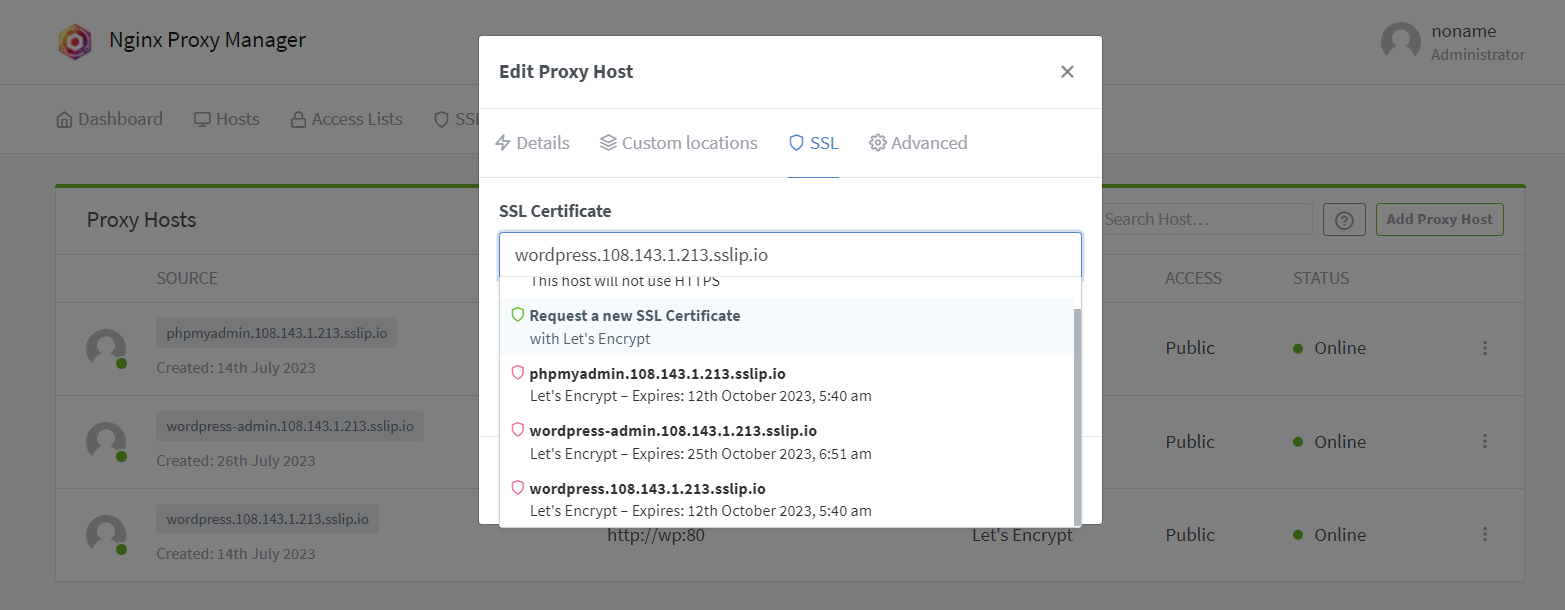 Nginx Proxy Manager
noname
Administrator
Dashboard
Hosts
Access Lists
SSL
Edit Proxy Host
Details
Custom locations
SSL
Advanced
SSL Certificate
wordpress.108.143.1.213.sslip.io
This host will not use HTTPS
Request a new SSL Certificate
with Let's Encrypt
phpmyadmin.108.143.1.213.sslip.io
Let's Encrypt – Expires: 12th October 2023, 5:40 am
wordpress-admin.108.143.1.213.sslip.io
Let's Encrypt – Expires: 25th October 2023, 6:51 am
wordpress.108.143.1.213.sslip.io
Let's Encrypt – Expires: 12th October 2023, 5:40 am
Proxy Hosts
Search Host...
Add Proxy Host
SOURCE
ACCESS
STATUS
phpmyadmin.108.143.1.213.sslip.io
Created: 14th July 2023
Public
Online
wordpress-admin.108.143.1.213.sslip.io
Created: 26th July 2023
Public
Online
wordpress.108.143.1.213.sslip.io
Created: 14th July 2023
http://wp:80
Let's Encrypt
Public
Online